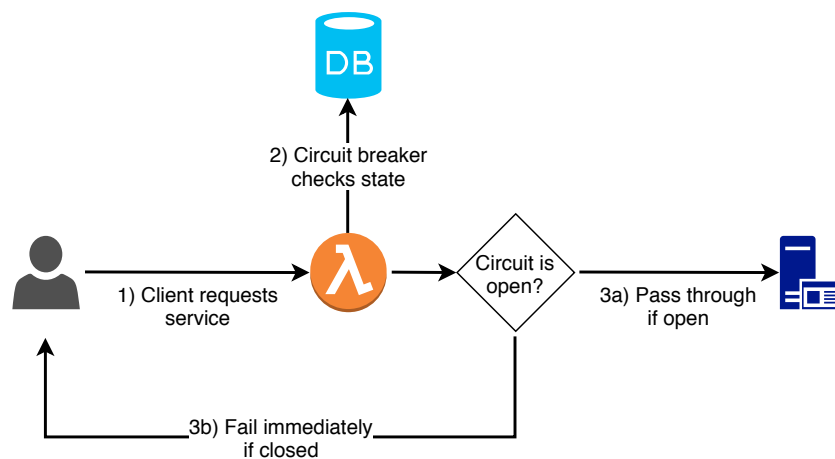 DB
2) Circuit breaker
checks state
1) Client requests
service
Circuit is
open?
3a) Pass through
if open
3b) Fail immediately
if closed